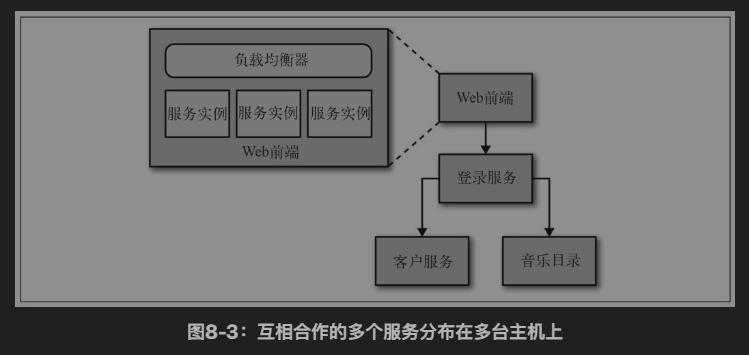 负载均衡器
服务实例 服务实例 服务实例
Web前端
Web前端
登录服务
客户服务 音乐目录
图8-3：互相合作的多个服务分布在多台主机上